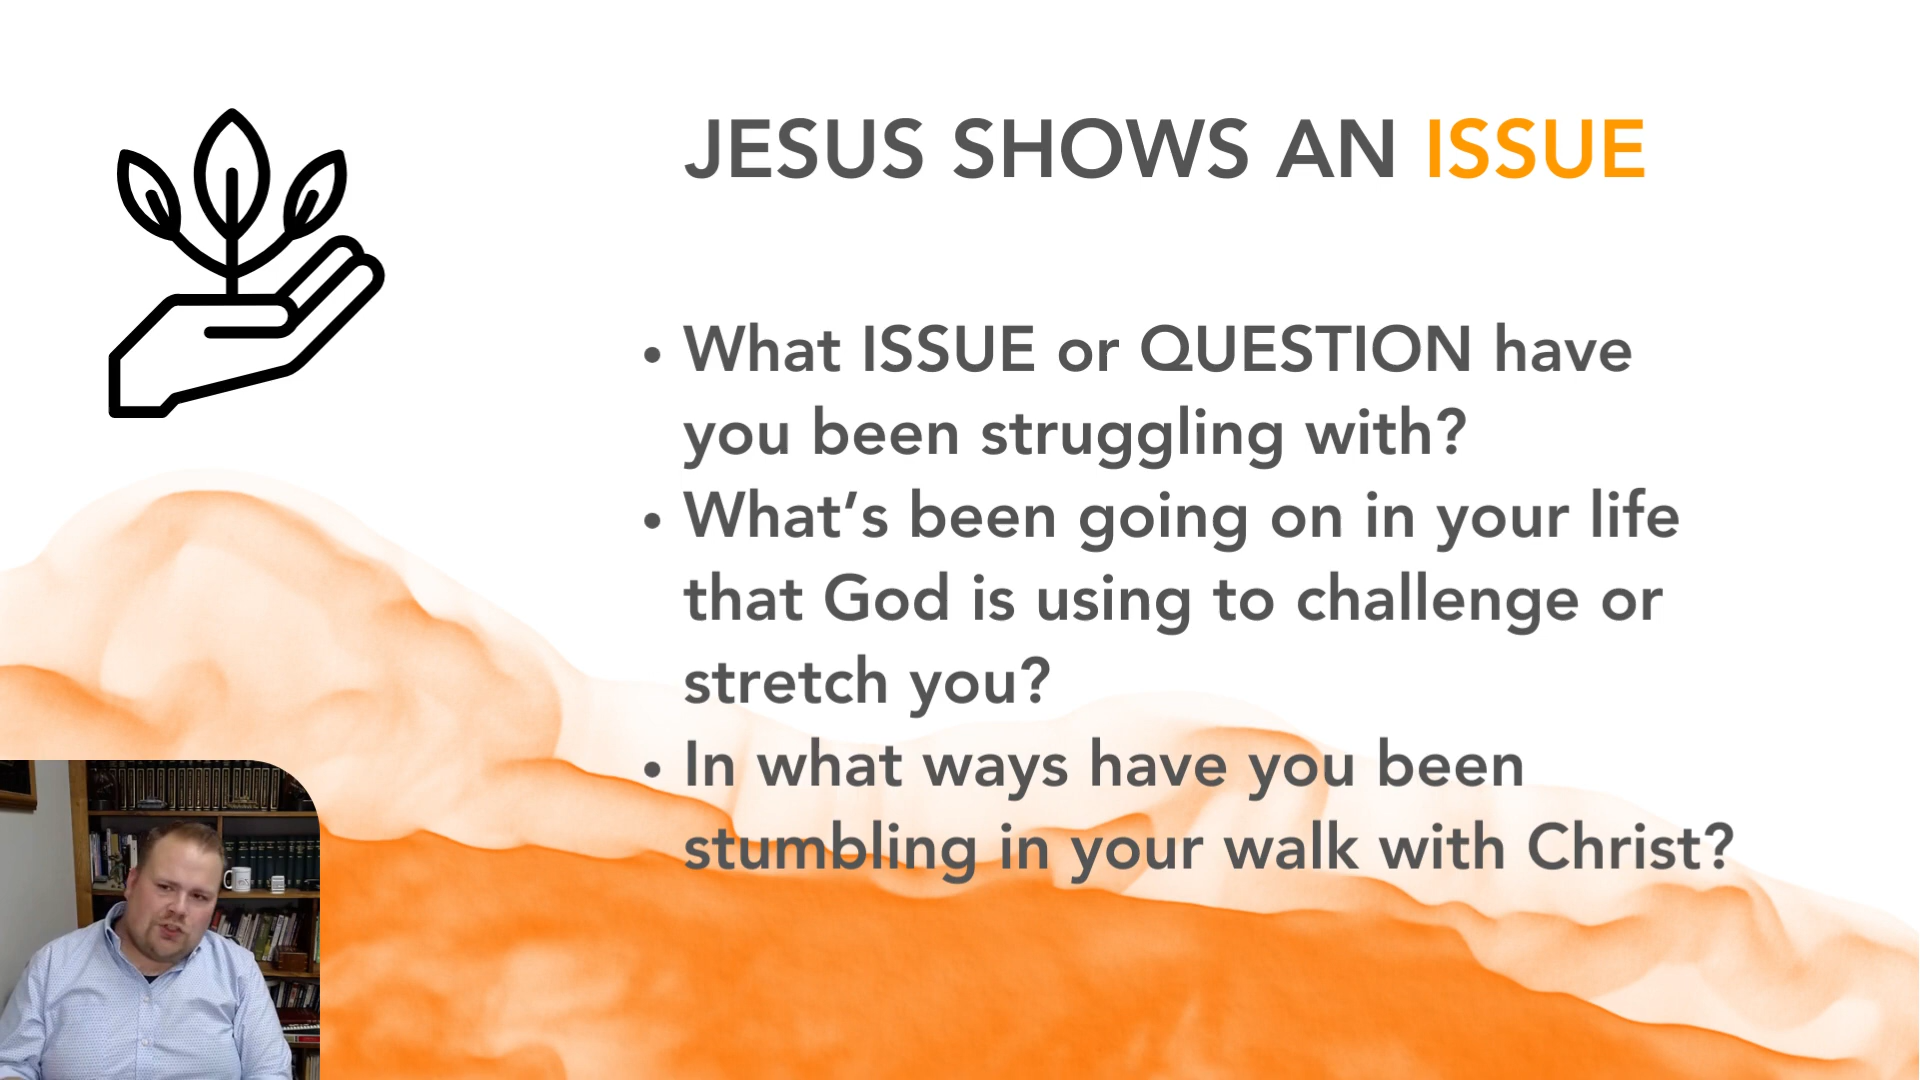 JESUS SHOWS AN ISSUE
• What ISSUE or QUESTION have
you been struggling with?
• What’s been going on in your life
that God is using to challenge or
stretch you?
• In what ways have you been
stumbling in your walk with Christ?